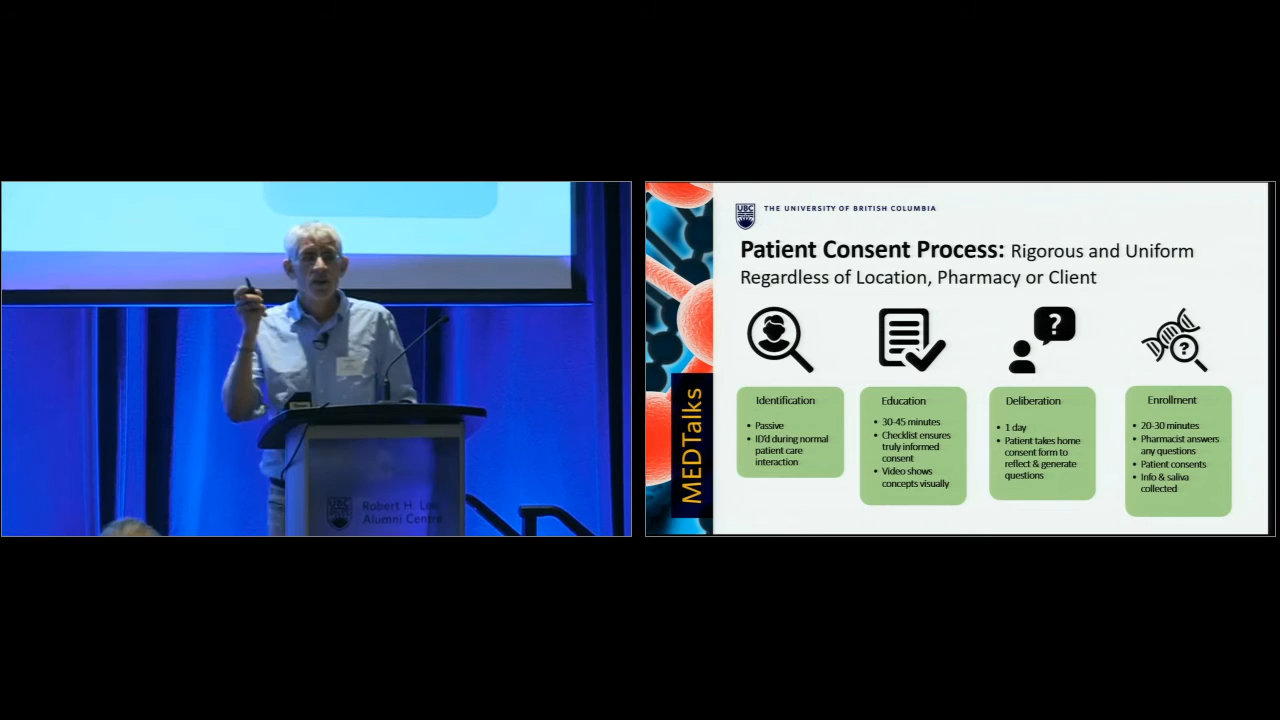 UBC
Robert H. Lee
Alumni Centre
UBC
THE UNIVERSITY OF BRITISH COLUMBIA
Patient Consent Process: Rigorous and Uniform
Regardless of Location, Pharmacy or Client
MEDTalks
Identification
• Passive
• ID'd during normal
patient care
interaction
Education
• 30-45 minutes
• Checklist ensures
truly informed
consent
• Video shows
concepts visually
?
Deliberation
• 1 day
• Patient takes home
consent form to
reflect & generate
questions
?
Enrollment
• 20-30 minutes
• Pharmacist answers
any questions
• Patient consents
• Info & saliva
collected